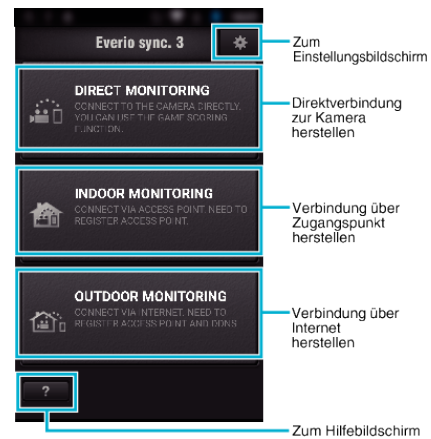 Everio sync. 3
Zum
Einstellungsbildschirm
DIRECT MONITORING
CONNECT TO THE CAMERA DIRECTLY.
YOU CAN USE THE GAME SCORING
FUNCTION.
Direktverbindung
zur Kamera
herstellen
INDOOR MONITORING
CONNECT VIA ACCESS POINT. NEED TO
REGISTER ACCESS POINT.
Verbindung über
Zugangspunkt
herstellen
OUTDOOR MONITORING
CONNECT VIA INTERNET. NEED TO
REGISTER ACCESS POINT AND DDNS
Verbindung über
Internet
herstellen
?
Zum Hilfebildschirm